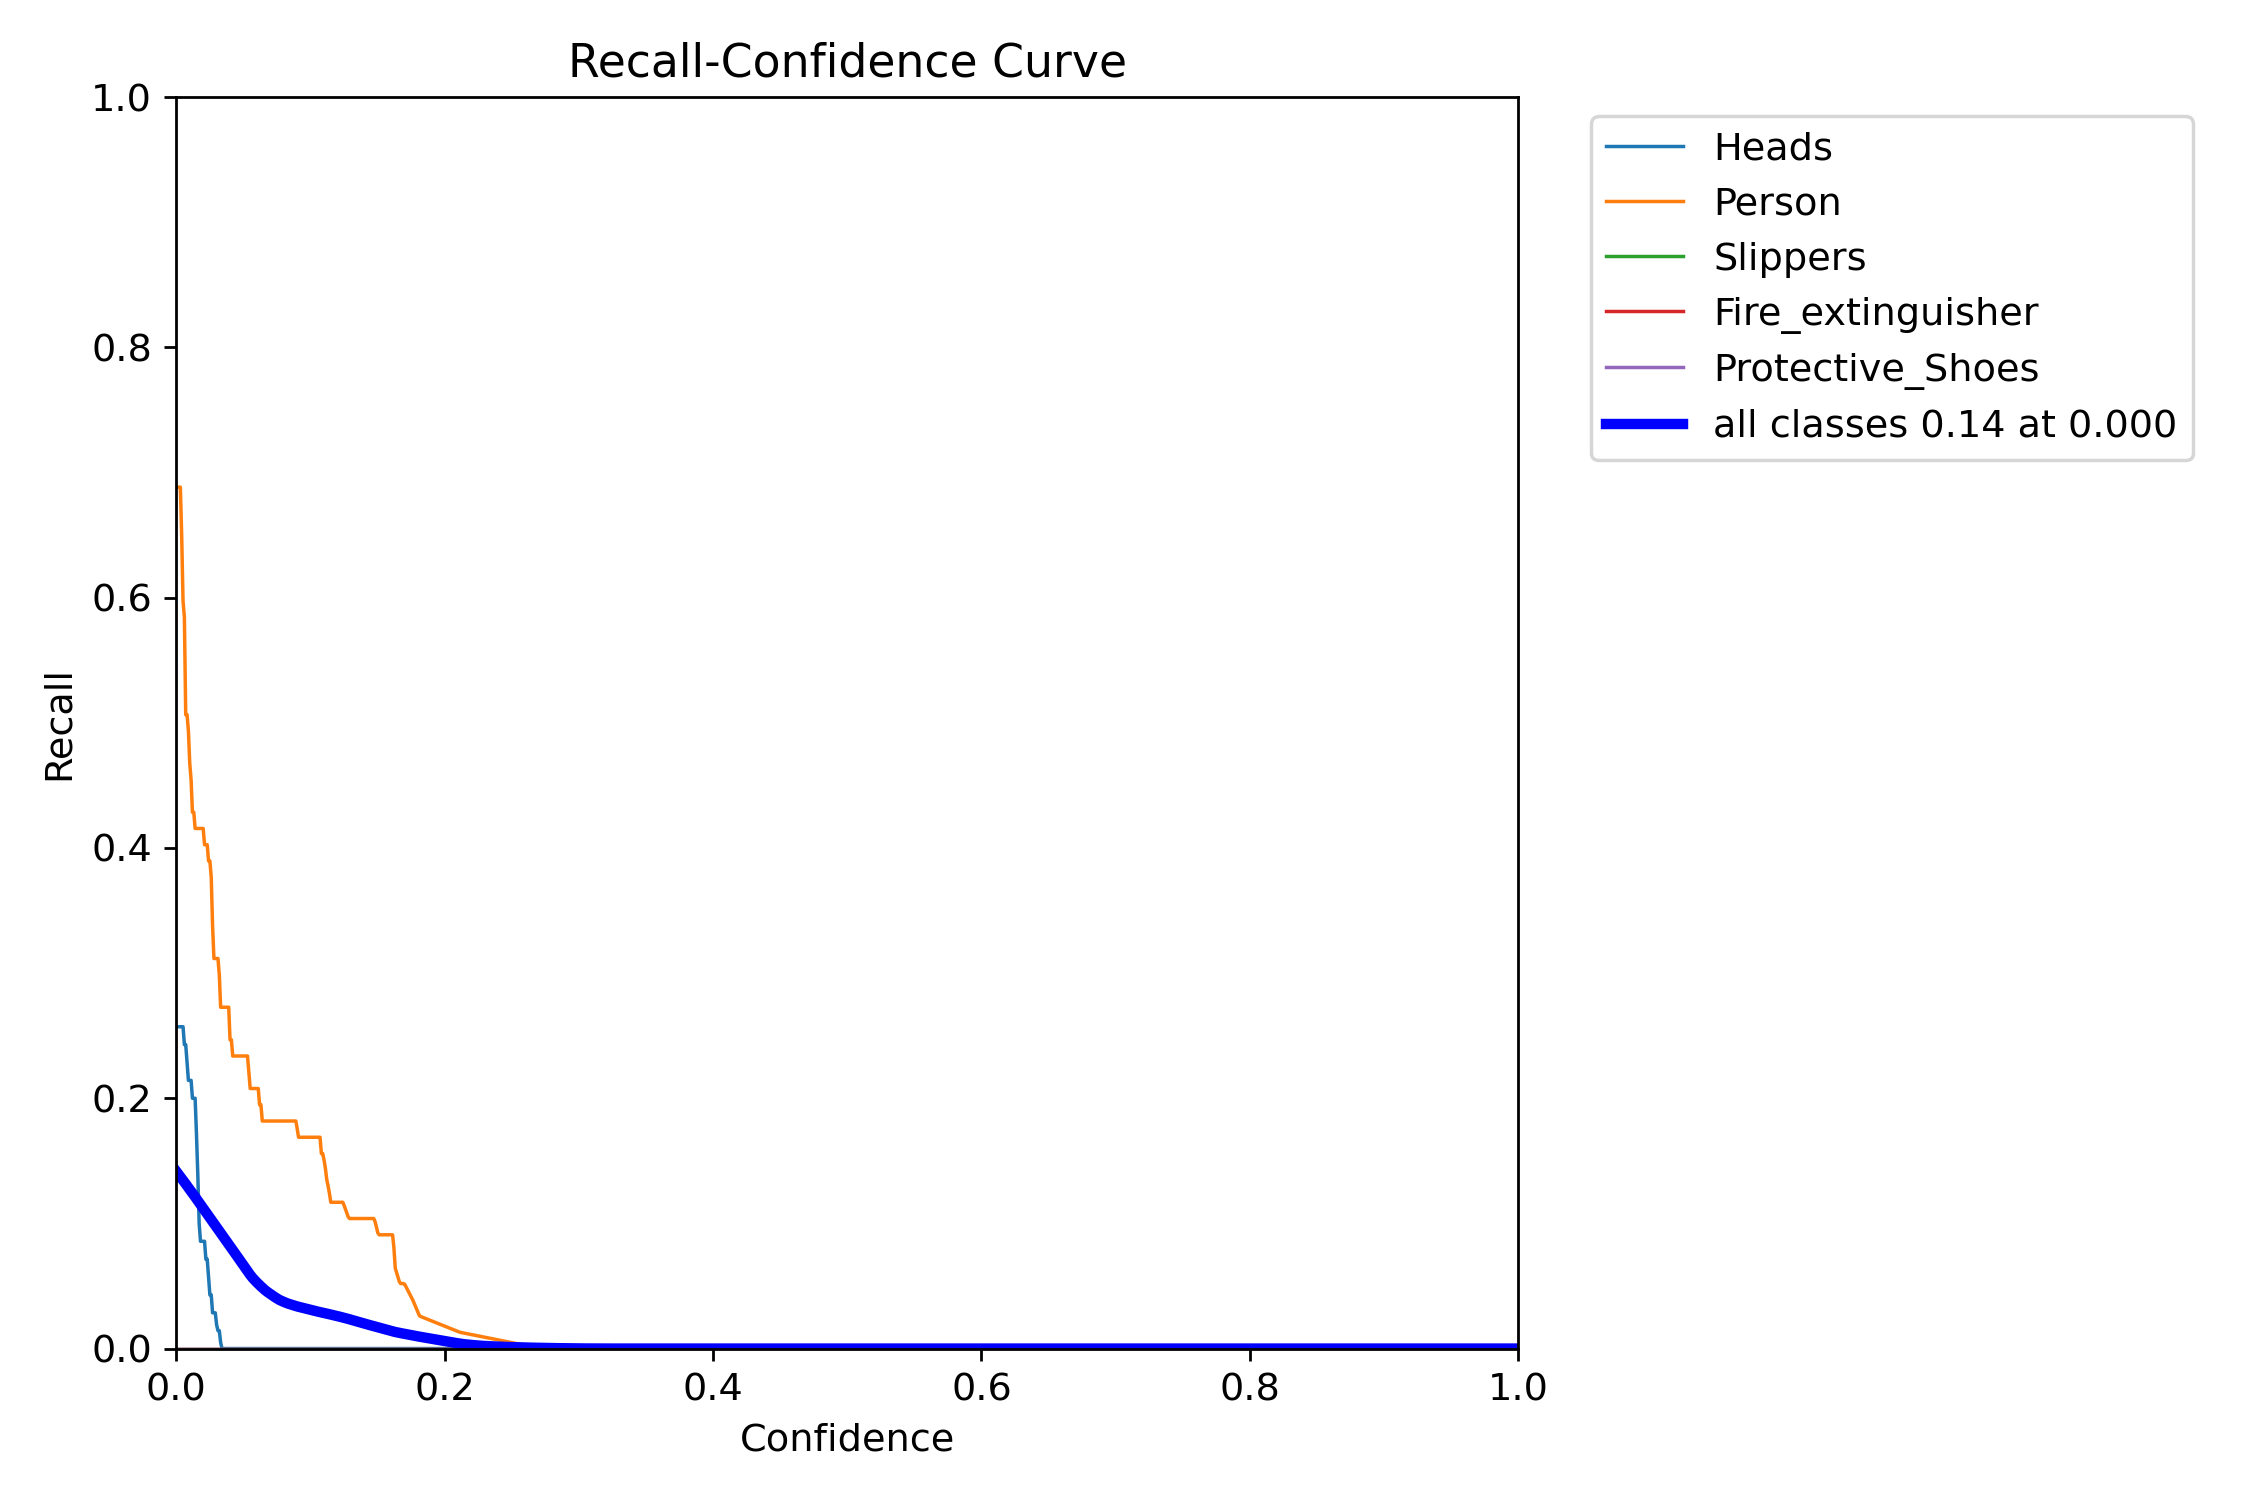 Recall-Confidence Curve
1.0
0.8
0.6
0.4
0.2
0.0
Recall
0.0 0.2 0.4 0.6 0.8 1.0
Confidence
Heads
Person
Slippers
Fire_extinguisher
Protective_Shoes
all classes 0.14 at 0.000